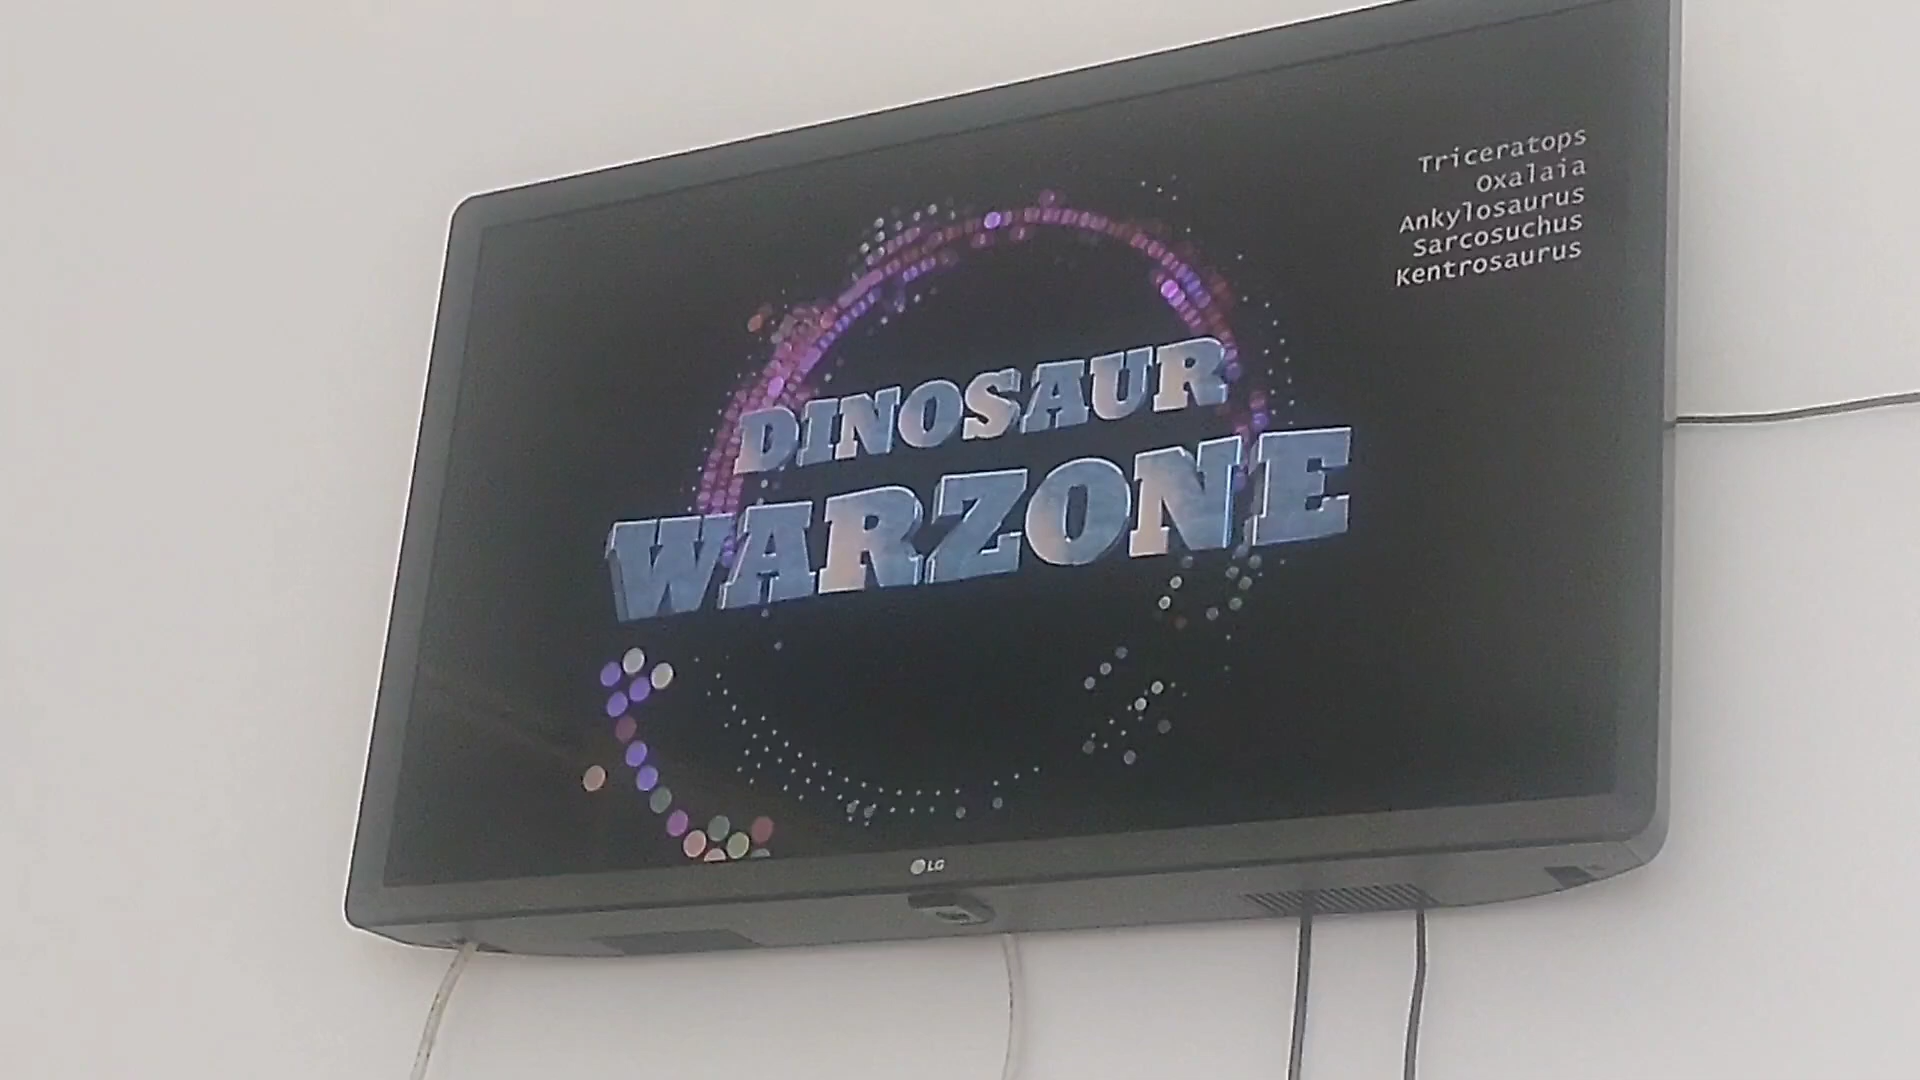 Triceratops
Oxalaia
Ankylosaurus
Sarcosuchus
Kentrosaurus
DINOSAUR
WARZONE
LG